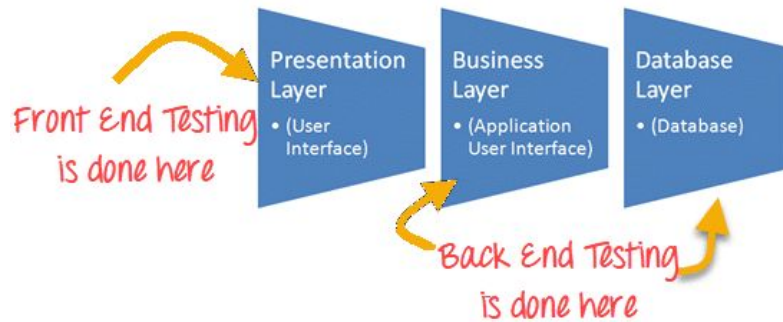 Presentation
Layer
• (User
Interface)
Business
Layer
• (Application
User Interface)
Database
Layer
• (Database)
Front End Testing
is done here
Back End Testing
is done here